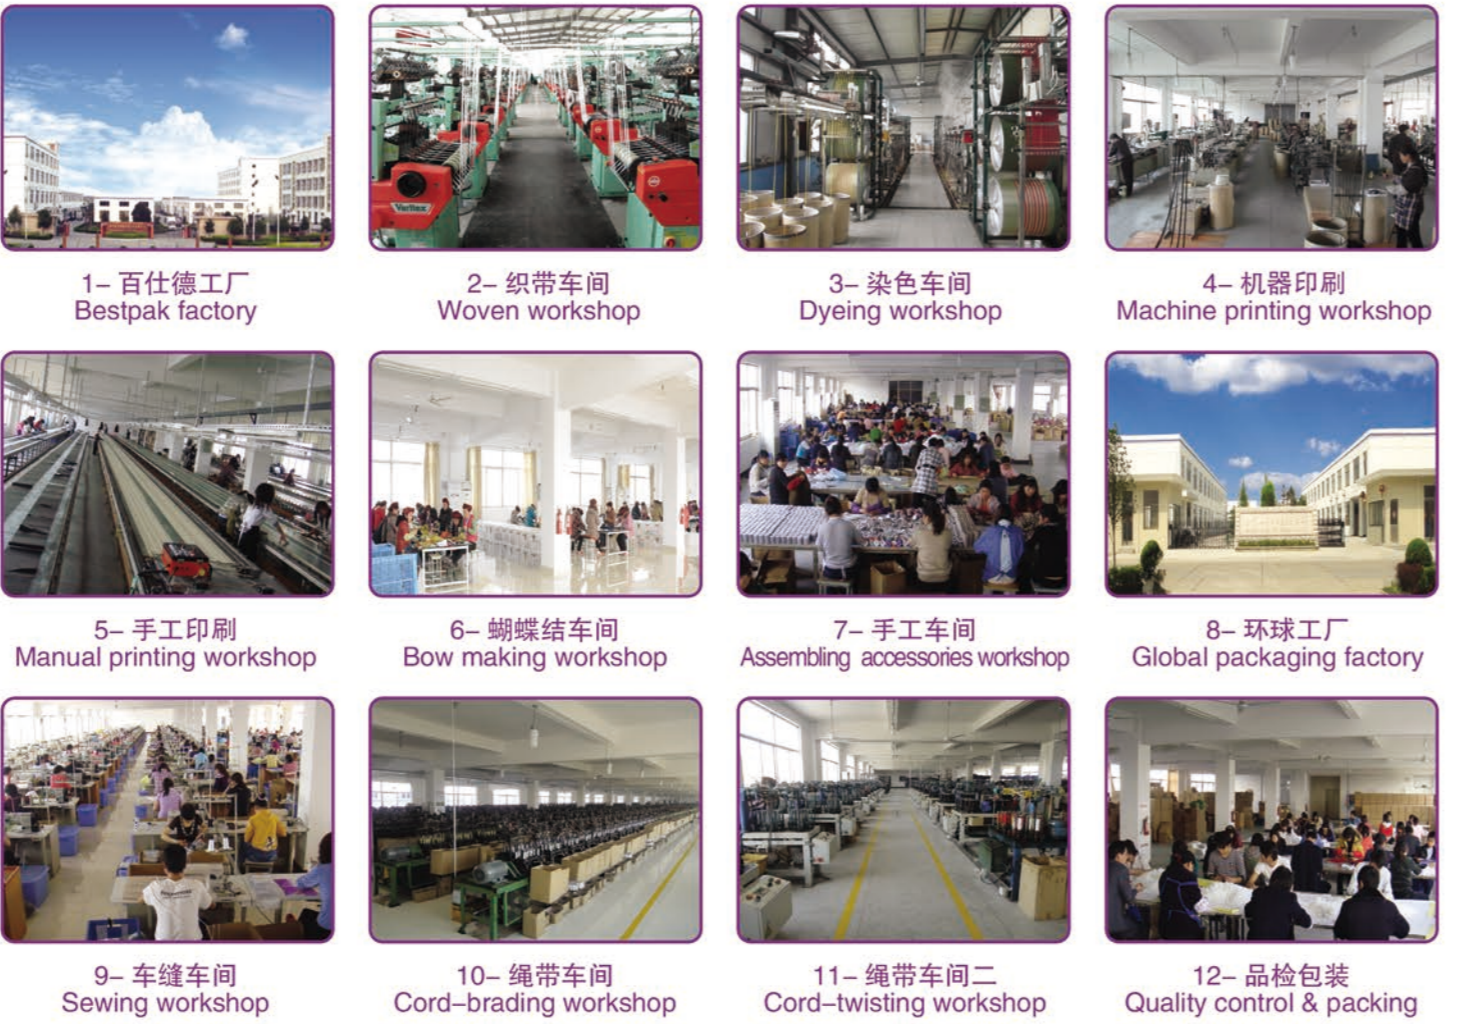 Vertex
1– 百仕德工厂
Bestpak factory
2– 织带车间
Woven workshop
3– 染色车间
Dyeing workshop
4– 机器印刷
Machine printing workshop
5– 手工印刷
Manual printing workshop
6– 蝴蝶结车间
Bow making workshop
7– 手工车间
Assembling accessories workshop
8– 环球工厂
Global packaging factory
9– 车缝车间
Sewing workshop
10– 绳带车间
Cord–brading workshop
11– 绳带车间二
Cord–twisting workshop
12– 品检包装
Quality control & packing